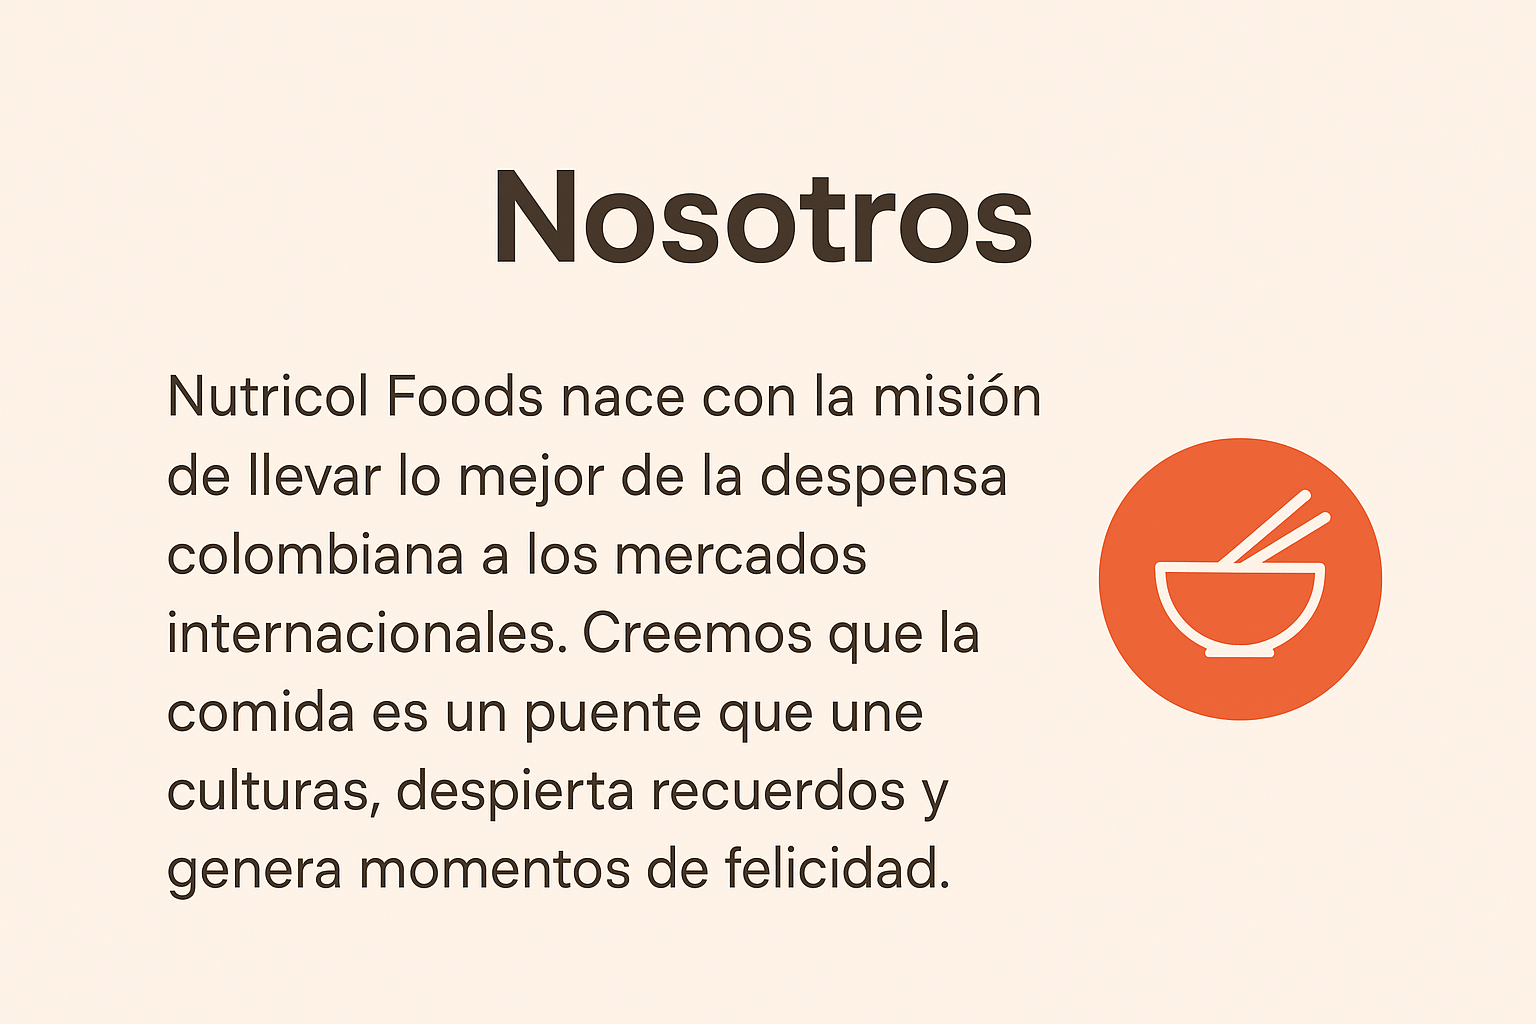 Nosotros
Nutricol Foods nace con la misión
de llevar lo mejor de la despensa
colombiana a los mercados
internacionales. Creemos que la
comida es un puente que une
culturas, despierta recuerdos y
genera momentos de felicidad.